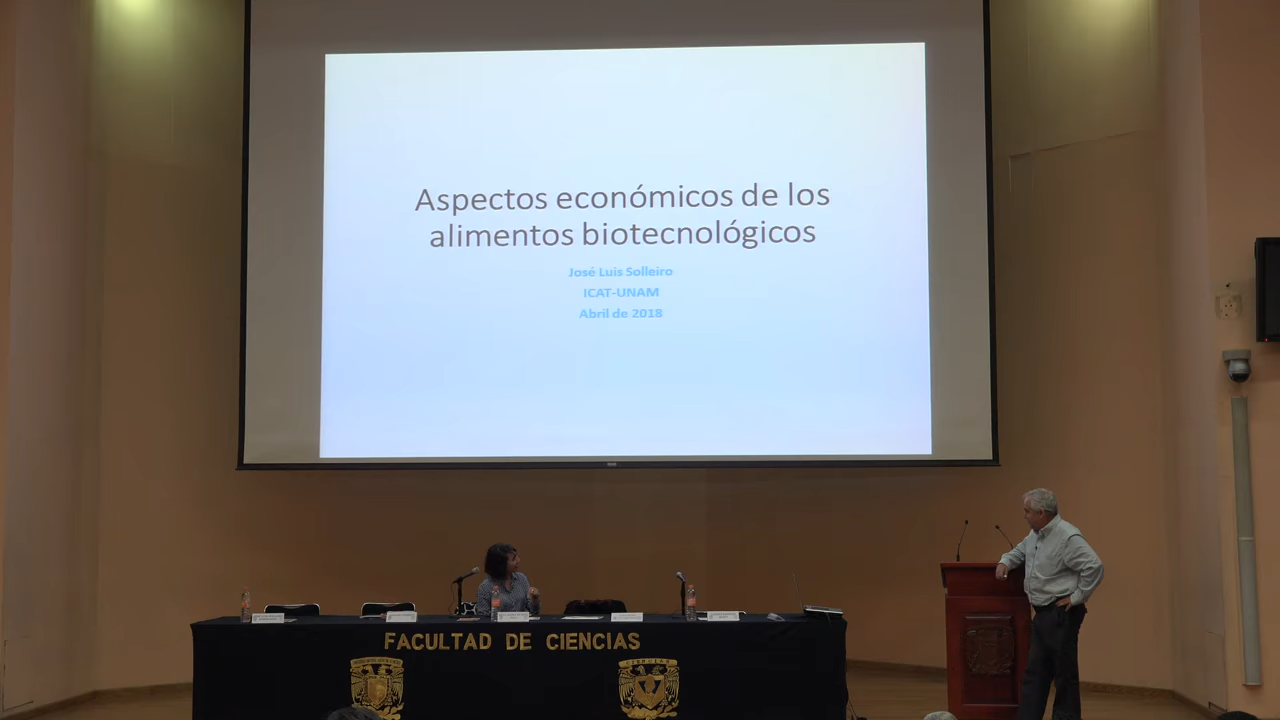 Aspectos económicos de los
alimentos biotecnológicos
José Luis Solleiro
ICAT-UNAM
Abril de 2018
FACULTAD DE CIENCIAS